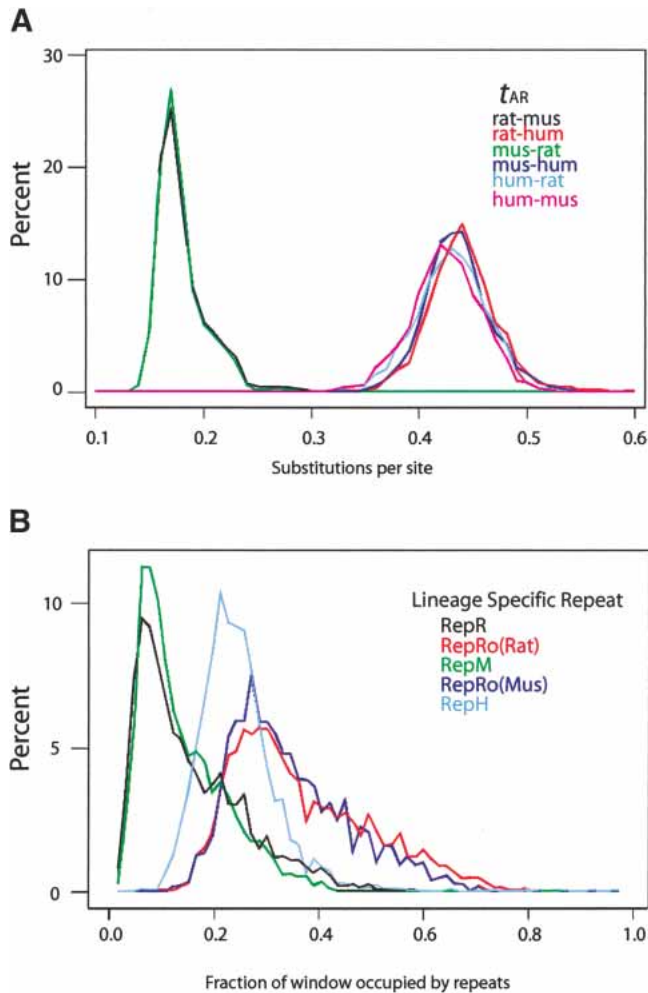 A
30
20
10
0
Percent
tAR
rat-mus
rat-hum
mus-rat
mus-hum
hum-rat
hum-mus
0.1 0.2 0.3 0.4 0.5 0.6
Substitutions per site
B
10
5
0
Percent
Lineage Specific Repeat
RepR
RepRo(Rat)
RepM
RepRo(Mus)
RepH
0.0 0.2 0.4 0.6 0.8 1.0
Fraction of window occupied by repeats